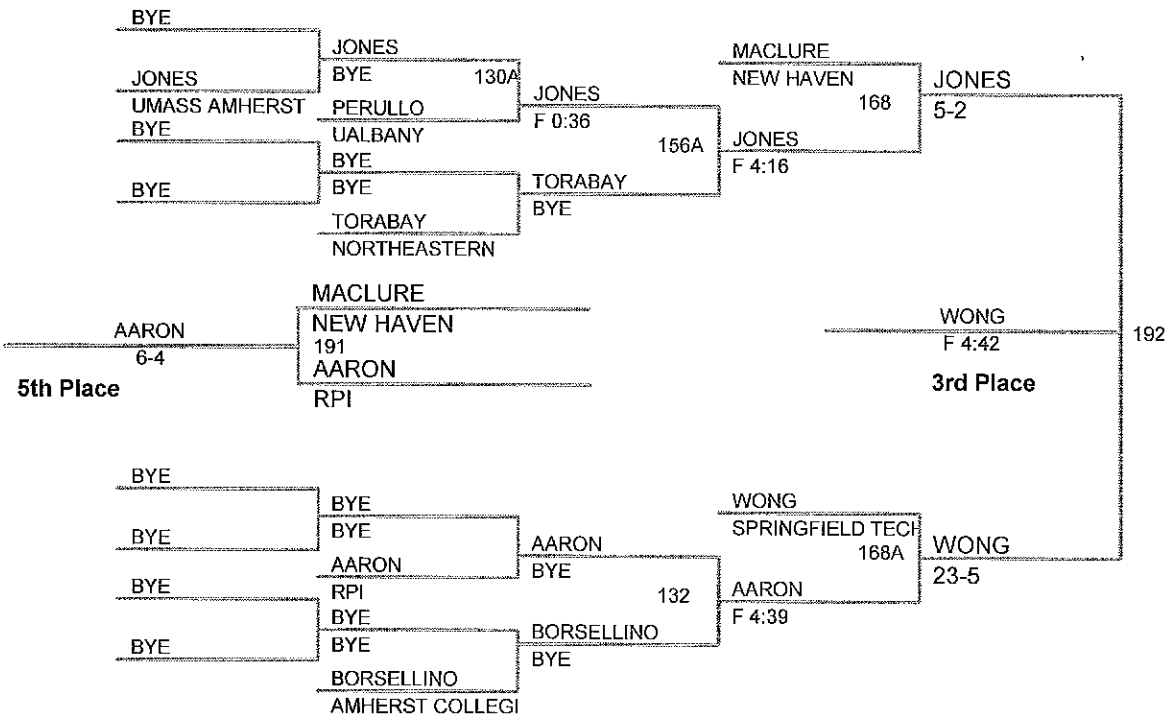 BYE
JONES
UMASS AMHERST
BYE
BYE
JONES
BYE
130A
PERULLO
UALBANY
BYE
BYE
TORABAY
NORTHEASTERN
JONES
F 0:36
TORABAY
BYE
156A
MACLURE
NEW HAVEN
168
JONES
F 4:16
JONES
5-2
MACLURE
NEW HAVEN
191
AARON
RPI
AARON
6-4
5th Place
WONG
F 4:42
3rd Place
192
BYE
BYE
BYE
BYE
BYE
BYE
AARON
RPI
BYE
BYE
BORSELLINO
AMHERST COLLEGI
AARON
BYE
132
BORSELLINO
BYE
WONG
SPRINGFIELD TECH
168A
AARON
F 4:39
WONG
23-5